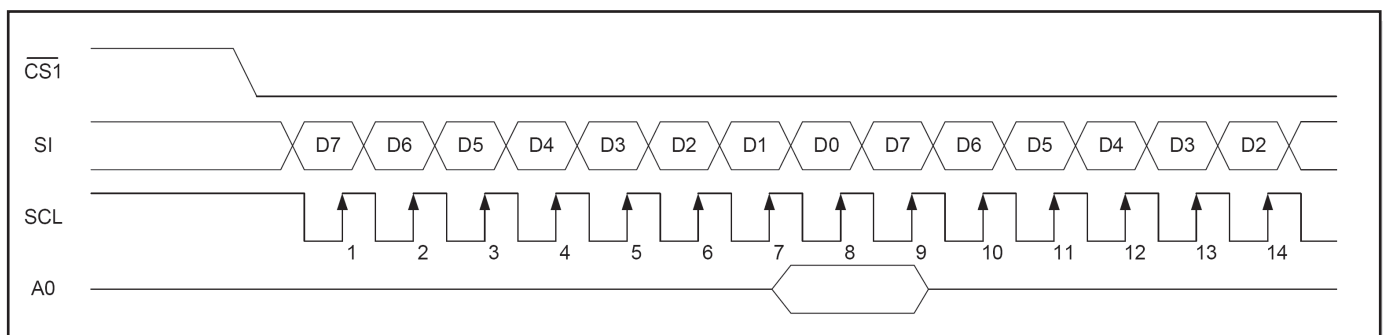 CS1
SI D7 D6 D5 D4 D3 D2 D1 D0 D7 D6 D5 D4 D3 D2
SCL
1 2 3 4 5 6 7 8 9 10 11 12 13 14
A0